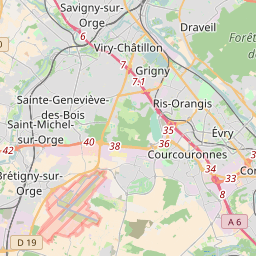 Savigny-sur-
Orge
Draveil
6
Viry-Châtillon
7
Forêt
Grigny
7.1
Sainte-Geneviève-
des-Bois
Ris-Orangis
Saint-Michel-
sur-Orge
35
Évry
42
40
38
36
Courcouronnes
34
33
Brétigny-sur-
Orge
8
A 6
D 19